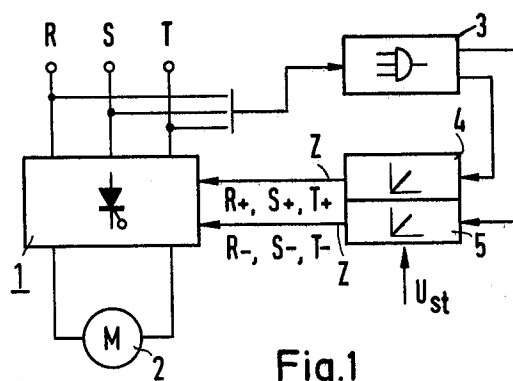 R S T
3
4
Z
R+, S+, T+
R-, S-, T-
Z
5
1
U_st
M
2
Fig.1